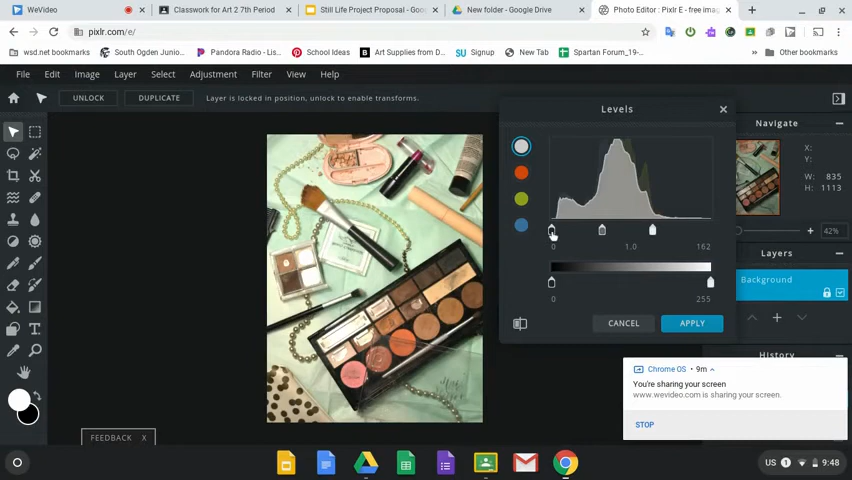 WeVideo
Classwork for Art 2 7th Period
Still Life Project Proposal - Goo
New folder - Google Drive
Photo Editor : Pixlr E - free imag
pixlr.com/e/
wsd.net bookmarks
South Ogden Junio...
Pandora Radio - Lis...
School Ideas
Art Supplies from D...
Signup
New Tab
Spartan Forum_19-...
Other bookmarks
File Edit Image Layer Select Adjustment Filter View Help
UNLOCK DUPLICATE Layer is locked in position, unlock to enable transforms.
Levels
0 1.0 162
0 255
CANCEL APPLY
Navigate
X:
Y:
W: 835
H: 1113
42%
Layers
Background
History
Chrome OS • 9m
You're sharing your screen
www.wevideo.com is sharing your screen.
STOP
FEEDBACK X
US 1 9:48